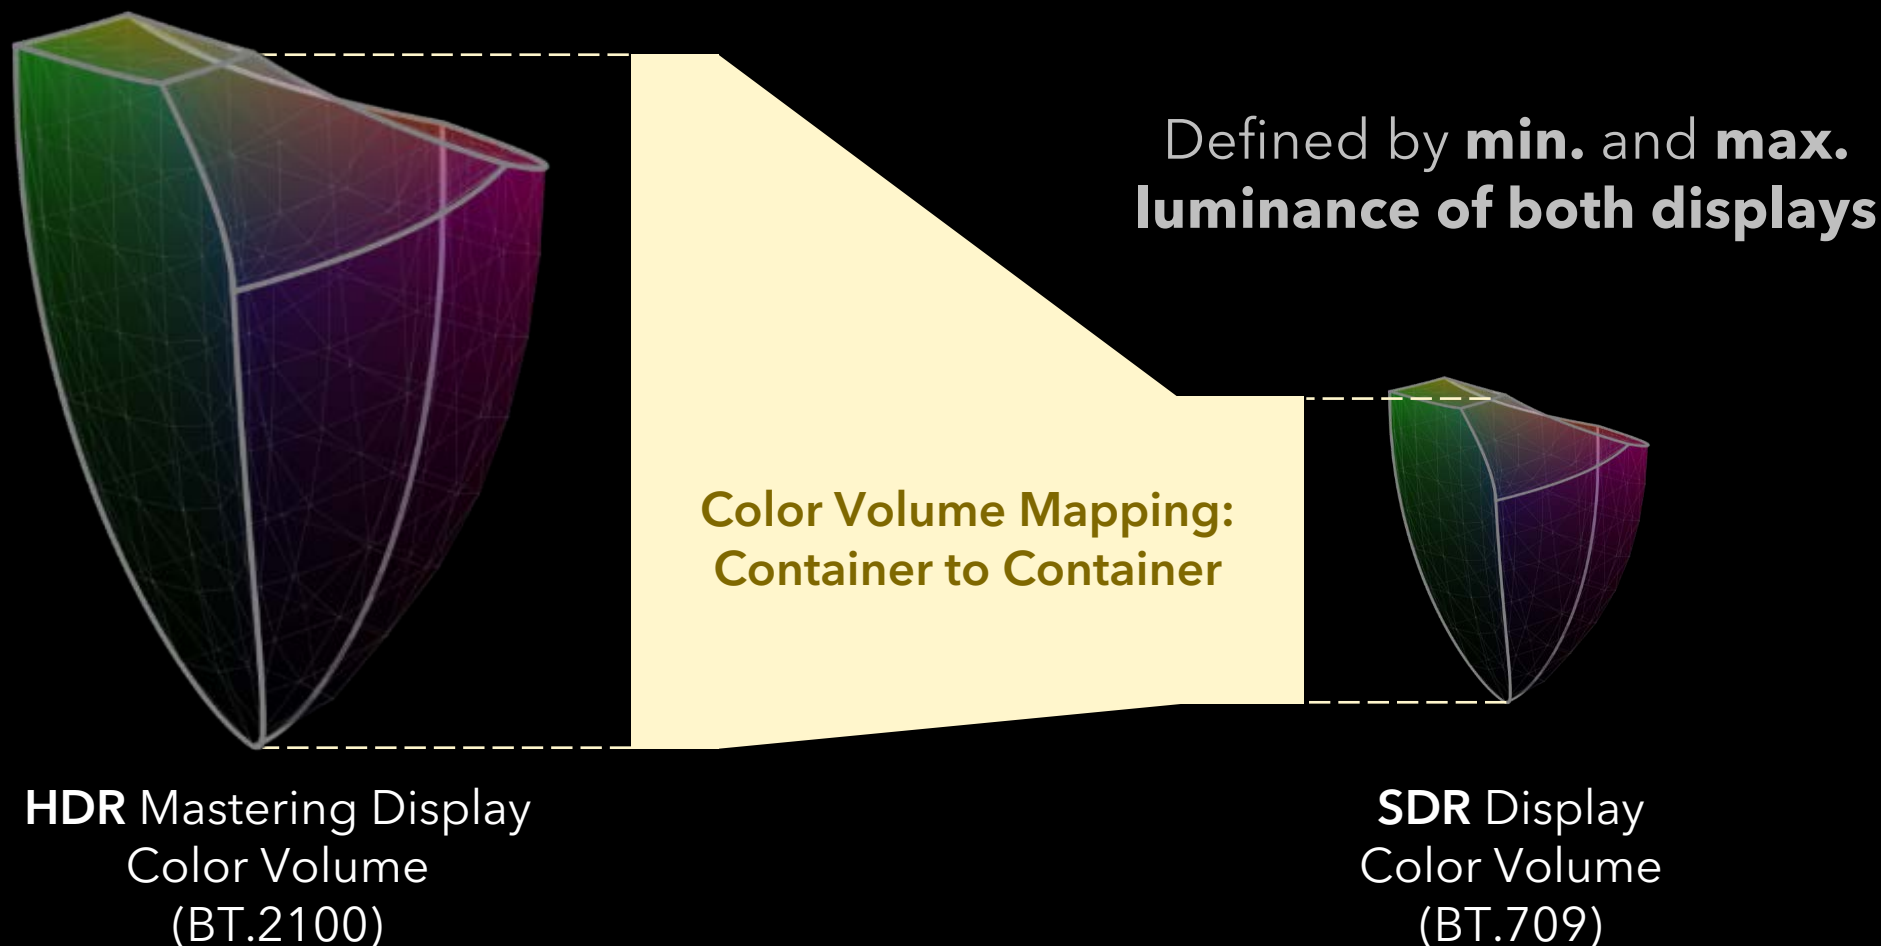 Defined by min. and max.
luminance of both displays
Color Volume Mapping:
Container to Container
HDR Mastering Display
Color Volume
(BT.2100)
SDR Display
Color Volume
(BT.709)